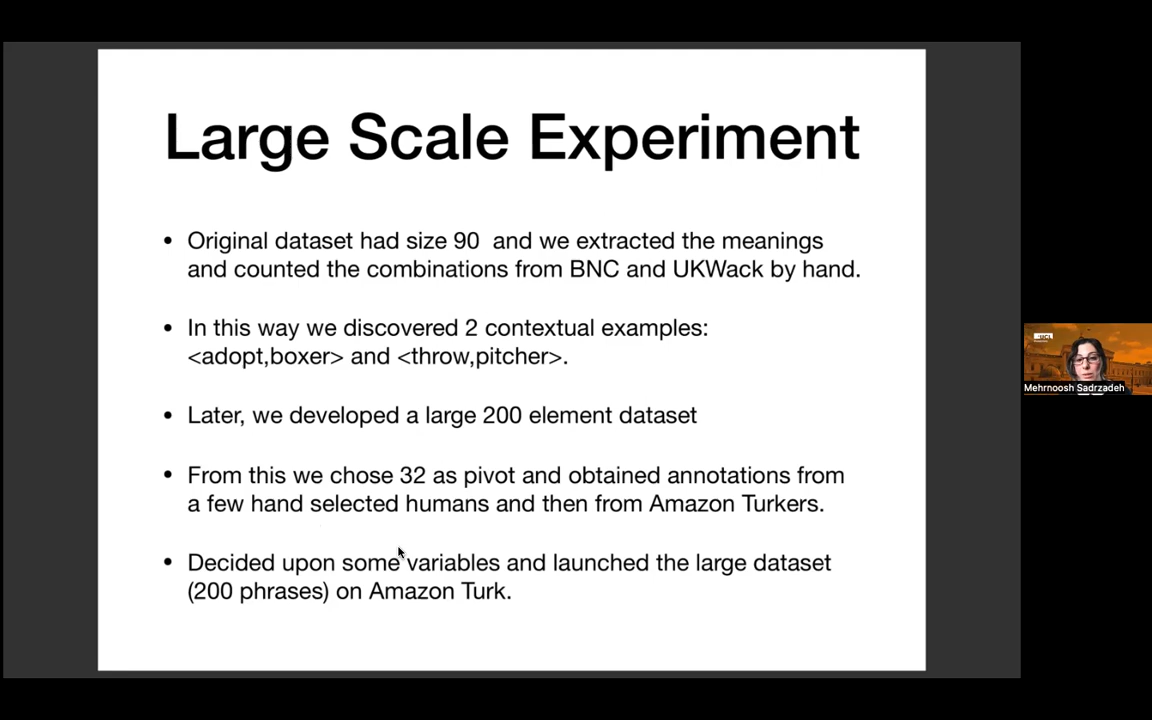 Large Scale Experiment
• Original dataset had size 90 and we extracted the meanings
and counted the combinations from BNC and UKWack by hand.
• In this way we discovered 2 contextual examples:
<adopt,boxer> and <throw,pitcher>.
• Later, we developed a large 200 element dataset
• From this we chose 32 as pivot and obtained annotations from
a few hand selected humans and then from Amazon Turkers.
• Decided upon some variables and launched the large dataset
(200 phrases) on Amazon Turk.
UCL
Mehrnoosh Sadrzadeh